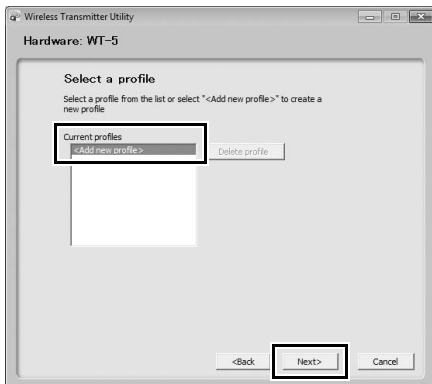 Wireless Transmitter Utility
Hardware: WT-5
Select a profile
Select a profile from the list or select "<Add new profile>" to create a
new profile
Current profiles
<Add new profile>
Delete profile
<Back
Next>
Cancel